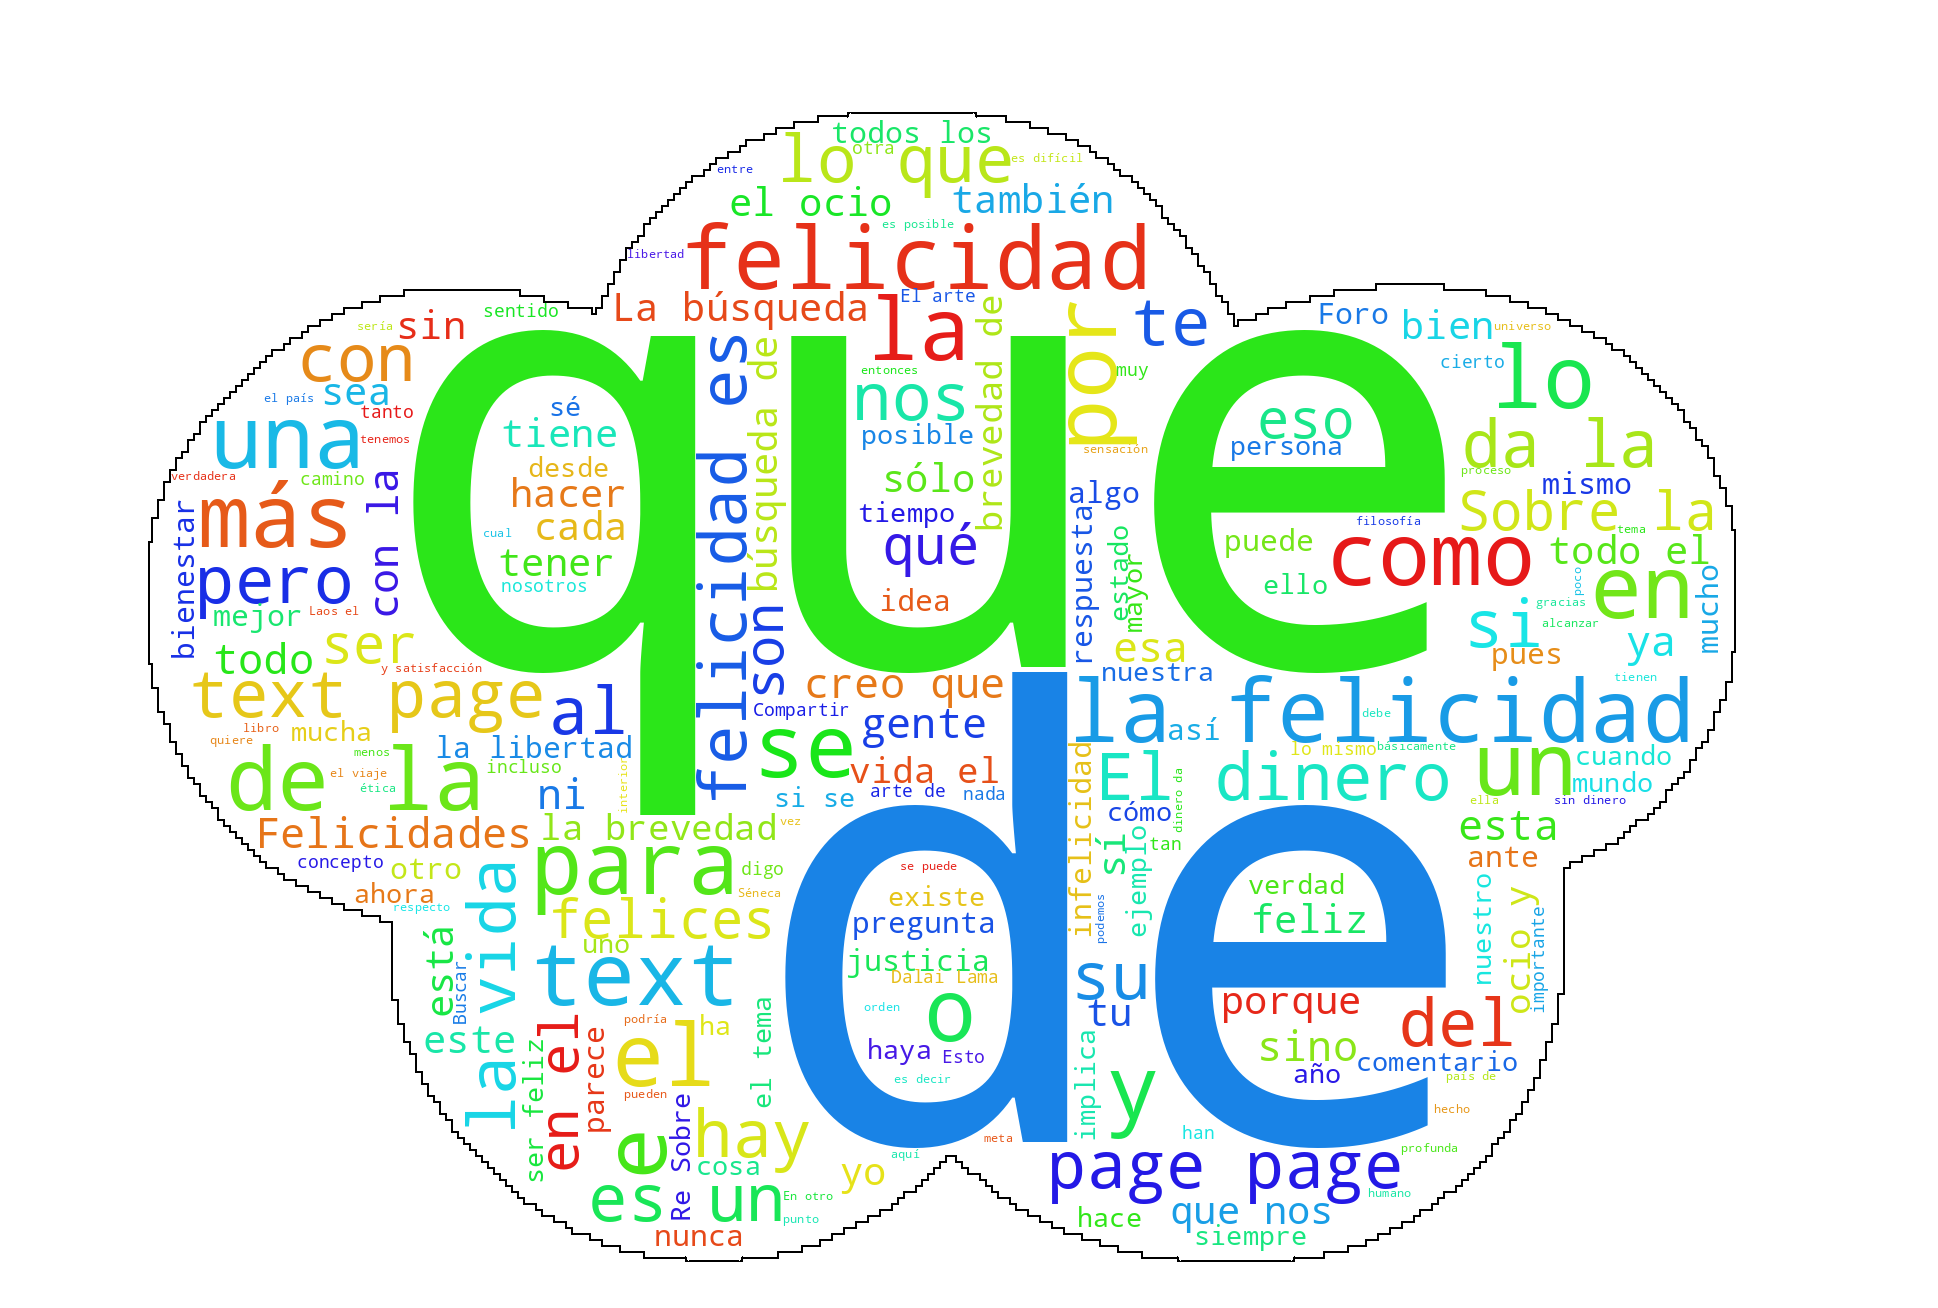 todos los
lo que
otra
es difícil
entre
el ocio
también
es posible
felicidad
libertad
La búsqueda
El arte
la
brevedad de
por
te
Foro
bien
universo
sentido
sería
sin
con
sea
el país
tanto
una
tenemos
que
felicidad es
búsqueda de
entonces
nos
posible
muy
sensación
cierto
lo
eso
persona
da la
proceso
mismo
sé
tiene
desde
hacer
cada
cual
tener
nosotros
sólo
tiempo
qué
idea
algo
respuesta
estado
mayor
esa
nuestra
puede
ello
filosofía
como
Sobre la
tema
todo el
poco
en
mucho
gracias
si
alcanzar
ya
pues
tienen
verdadera
camino
más
con la
bienestar
pero
mejor
Laos el
ser
todo
y satisfacción
text page
al
son
creo que
Compartir
gente
la felicidad
debe
así
libro
quiere
mucha
menos
la libertad
se
vida el
lo mismo
básicamente
un
cuando
mundo
de la
el viaje
ética
incluso
ni
interior
si se
arte de
nada
infelicidad
El dinero
dinero da
cómo
ella
sin dinero
Felicidades
la brevedad
vez
esta
concepto
otro
ahora
respecto
para
digo
Séneca
de
se puede
existe
pregunta
justicia
Dalai Lama
orden
o
haya
Esto
es decir
sí
tan
ejemplo
podemos
verdad
feliz
ante
nuestro
ocio y
importante
la vida
felices
uno
text
está
Buscar
este
ser feliz
en el
parece
podría
ha
el
pueden
el tema
su
tu
porque
sino
año
del
comentario
pais de
hecho
implica
y
han
e
Re Sobre
hay
cosa
yo
meta
aquí
page page
profunda
humano
es un
En otro
punto
nunca
hace
que nos
siempre